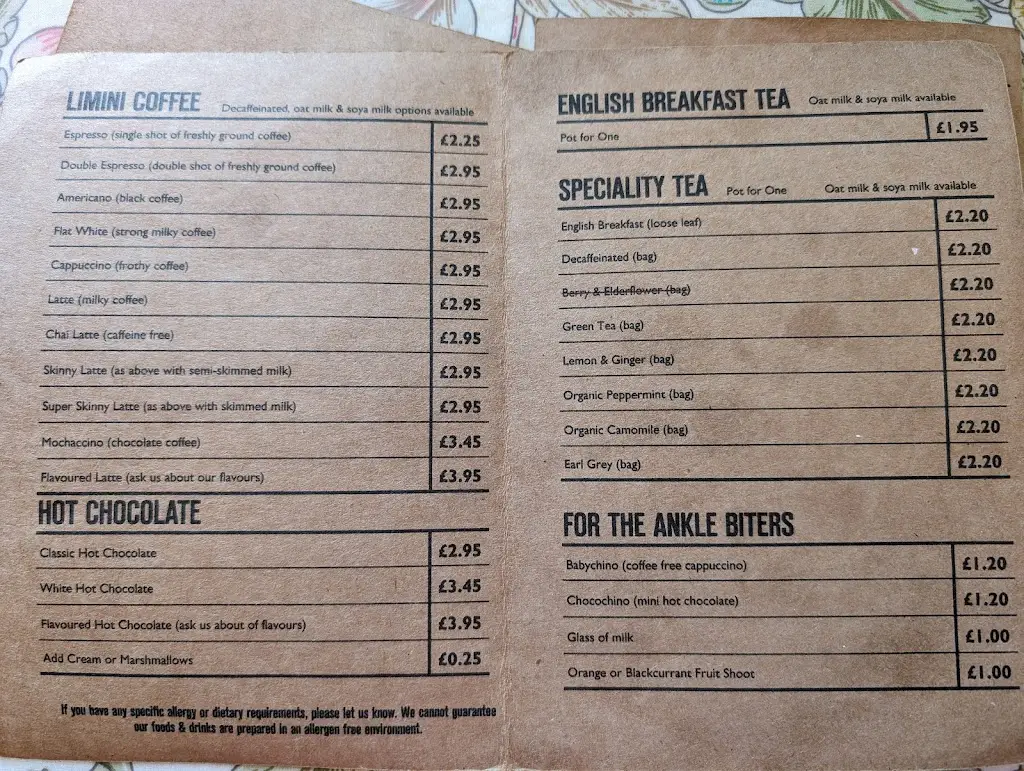 LIMINI COFFEE Decaffeinated, oat milk & soya milk options available
Espresso (single shot of freshly ground coffee) £2.25
Double Espresso (double shot of freshly ground coffee) £2.95
Americano (black coffee) £2.95
Flat White (strong milky coffee) £2.95
Cappuccino (frothy coffee) £2.95
Latte (milky coffee) £2.95
Chai Latte (caffeine free) £2.95
Skinny Latte (as above with semi-skimmed milk) £2.95
Super Skinny Latte (as above with skimmed milk) £2.95
Mochaccino (chocolate coffee) £3.45
Flavoured Latte (ask us about our flavours) £3.95
HOT CHOCOLATE
Classic Hot Chocolate £2.95
White Hot Chocolate £3.45
Flavoured Hot Chocolate (ask us about of flavours) £3.95
Add Cream or Marshmallows £0.25
If you have any specific allergy or dietary requirements, please let us know. We cannot guarantee
our foods & drinks are prepared in an allergen free environment.
ENGLISH BREAKFAST TEA Oat milk & soya milk available
Pot for One £1.95
SPECIALITY TEA Pot for One Oat milk & soya milk available
English Breakfast (loose leaf) £2.20
Decaffeinated (bag) £2.20
Berry & Elderflower (bag) £2.20
Green Tea (bag) £2.20
Lemon & Ginger (bag) £2.20
Organic Peppermint (bag) £2.20
Organic Camomile (bag) £2.20
Earl Grey (bag) £2.20
FOR THE ANKLE BITERS
Babychino (coffee free cappuccino) £1.20
Chocochino (mini hot chocolate) £1.20
Glass of milk £1.00
Orange or Blackcurrant Fruit Shoot £1.00